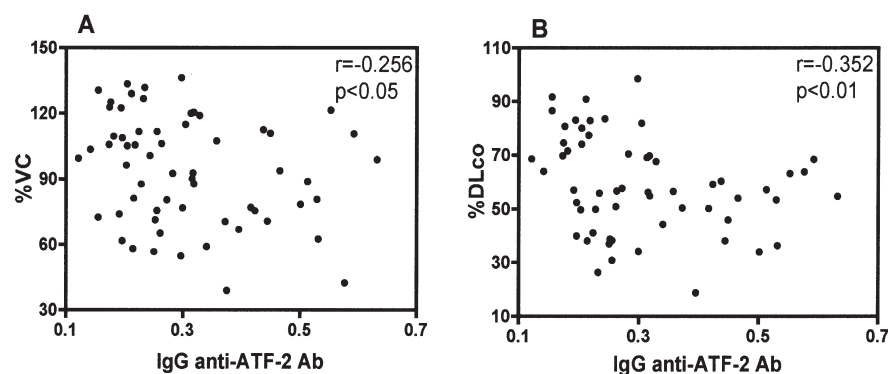 A
r=-0.256
p<0.05
%VC
150
120
90
60
30
0.1 0.3 0.5 0.7
IgG anti-ATF-2 Ab
B
r=-0.352
p<0.01
%DLco
110
90
70
50
30
10
0.1 0.3 0.5 0.7
IgG anti-ATF-2 Ab